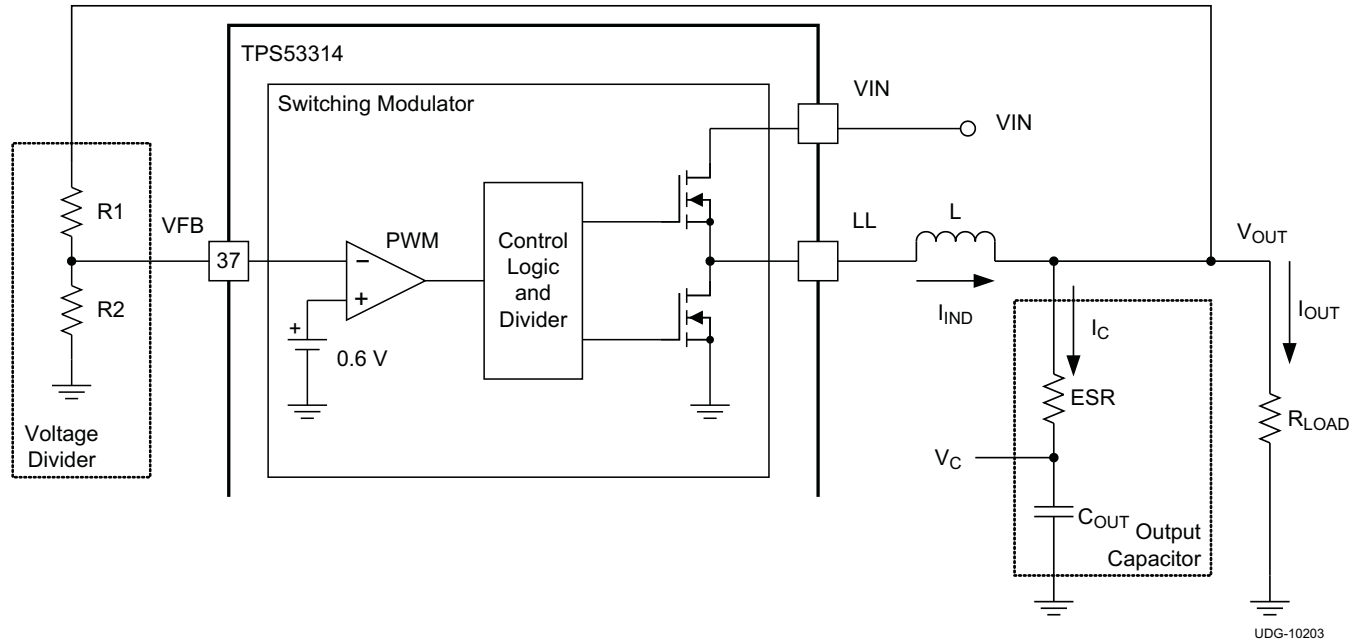 TPS53314
Switching Modulator
VIN
VIN
R1
VFB
PWM
LL
L
VOUT
37
−
+
Control
Logic
and
Divider
R2
+
0.6 V
IIND
IC
IOUT
ESR
RLOAD
Voltage
Divider
VC
COUT
Output
Capacitor
UDG-10203